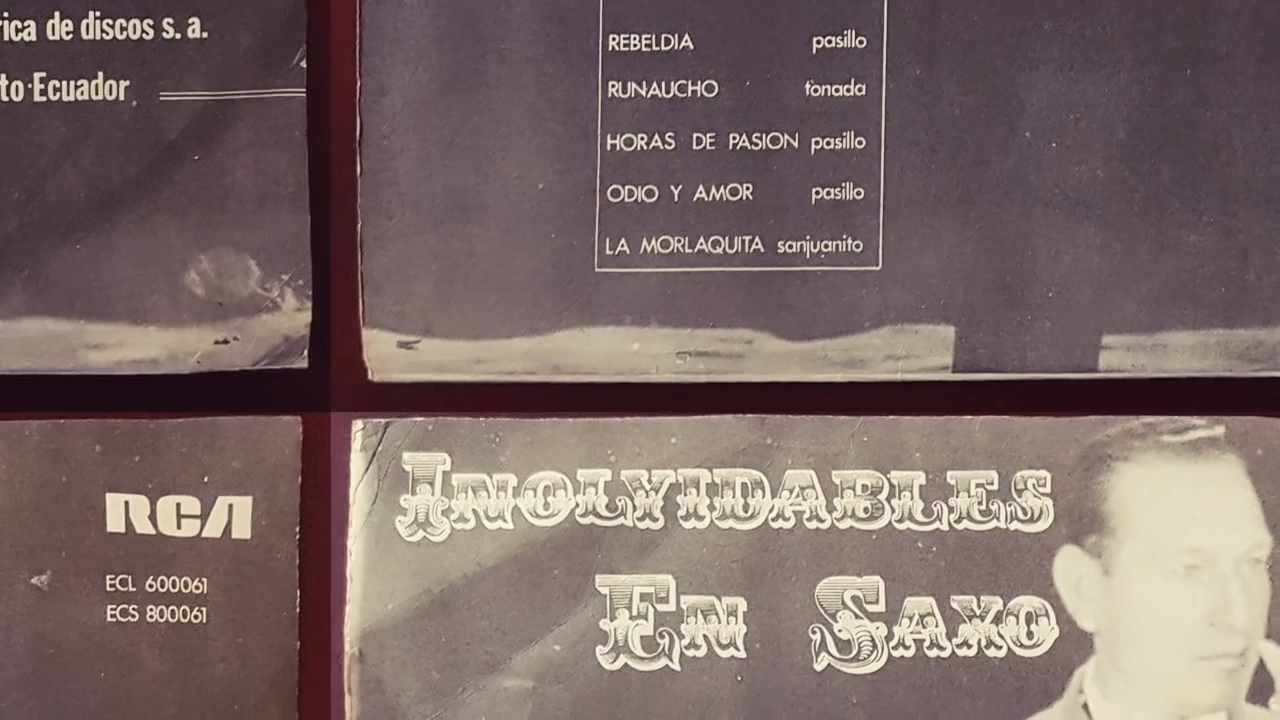 rica de discos s. a.
to·Ecuador
REBELDIA pasillo
RUNAUCHO tonada
HORAS DE PASION pasillo
ODIO Y AMOR pasillo
LA MORLAQUITA sanjuanito
RCA
ECL 600061
ECS 800061
INOLVIDABLES
EN SAXO